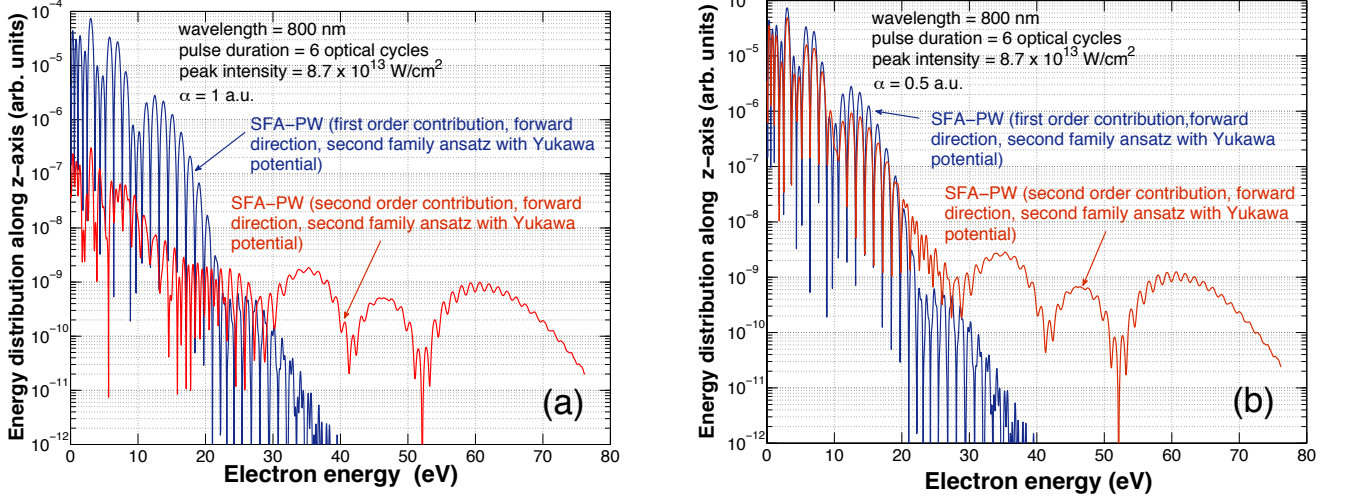 Energy distribution along z-axis (arb. units)
10-4
10-5
10-6
10-7
10-8
10-9
10-10
10-11
10-12
wavelength = 800 nm
pulse duration = 6 optical cycles
peak intensity = 8.7 x 1013 W/cm2
α = 1 a.u.
SFA-PW (first order contribution, forward
direction, second family ansatz with Yukawa
potential)
SFA-PW (second order contribution, forward
direction, second family ansatz with Yukawa
potential)
(a)
0 10 20 30 40 50 60 70 80
Electron energy (eV)
Energy distribution along z-axis (arb. units)
10-5
10-6
10-7
10-8
10-9
10-10
10-11
10-12
wavelength = 800 nm
pulse duration = 6 optical cycles
peak intensity = 8.7 x 1013 W/cm2
α = 0.5 a.u.
SFA-PW (first order contribution,forward
direction, second family ansatz with Yukawa
potential)
SFA-PW (second order contribution, forward
direction, second family ansatz with Yukawa
potential)
(b)
0 10 20 30 40 50 60 70 80
Electron energy (eV)